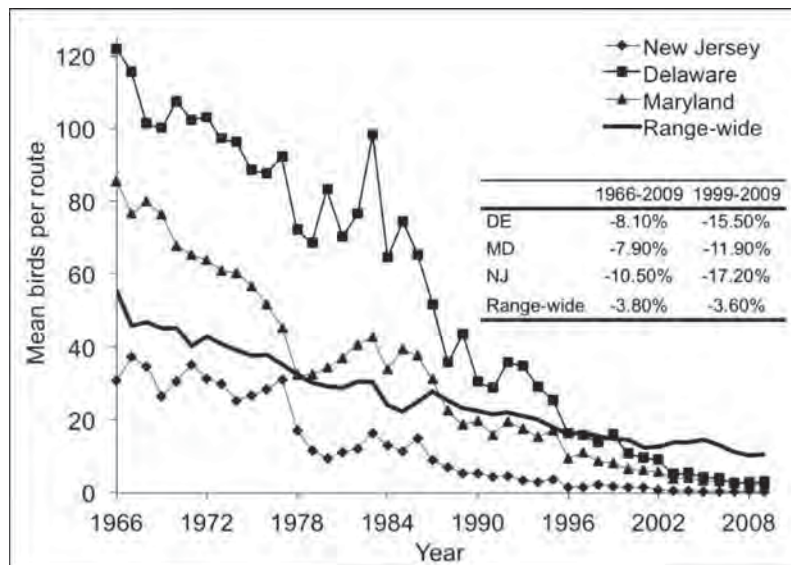 120
100
80
60
40
20
0
Mean birds per route
New Jersey
Delaware
Maryland
Range-wide
1966-2009 1999-2009
DE -8.10% -15.50%
MD -7.90% -11.90%
NJ -10.50% -17.20%
Range-wide -3.80% -3.60%
1966 1972 1978 1984 1990 1996 2002 2008
Year